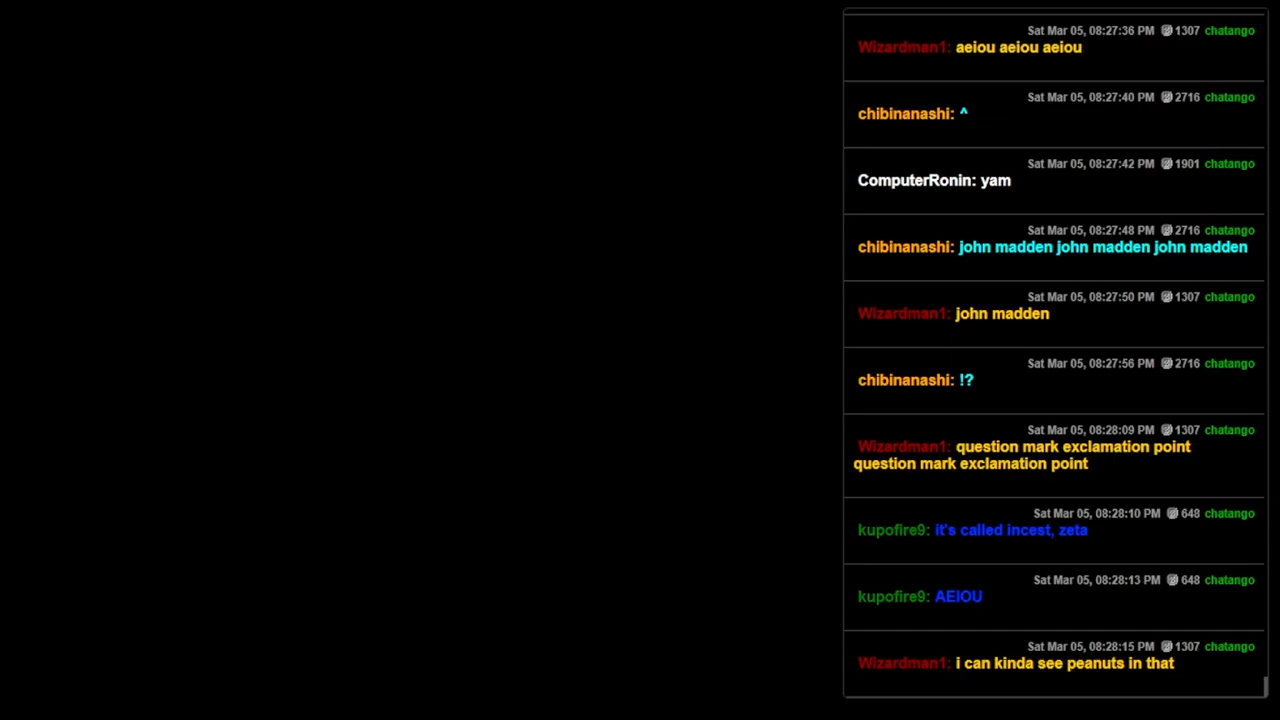 Sat Mar 05, 08:27:36 PM 1307 chatango
Wizardman1: aeiou aeiou aeiou
Sat Mar 05, 08:27:40 PM 2716 chatango
chibinanashi: ^
Sat Mar 05, 08:27:42 PM 1901 chatango
ComputerRonin: yam
Sat Mar 05, 08:27:48 PM 2716 chatango
chibinanashi: john madden john madden john madden
Sat Mar 05, 08:27:50 PM 1307 chatango
Wizardman1: john madden
Sat Mar 05, 08:27:56 PM 2716 chatango
chibinanashi: !?
Sat Mar 05, 08:28:09 PM 1307 chatango
Wizardman1: question mark exclamation point
question mark exclamation point
Sat Mar 05, 08:28:10 PM 648 chatango
kupofire9: it's called incest, zeta
Sat Mar 05, 08:28:13 PM 648 chatango
kupofire9: AEIOU
Sat Mar 05, 08:28:15 PM 1307 chatango
Wizardman1: i can kinda see peanuts in that